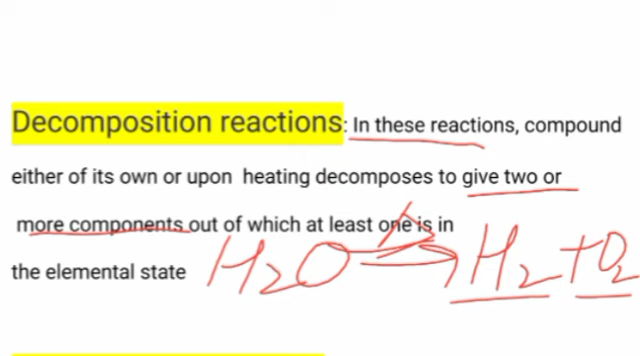 Decomposition reactions: In these reactions, compound
either of its own or upon heating decomposes to give two or
more components out of which at least one is in
the elemental state
H2O Δ→ H2+O2